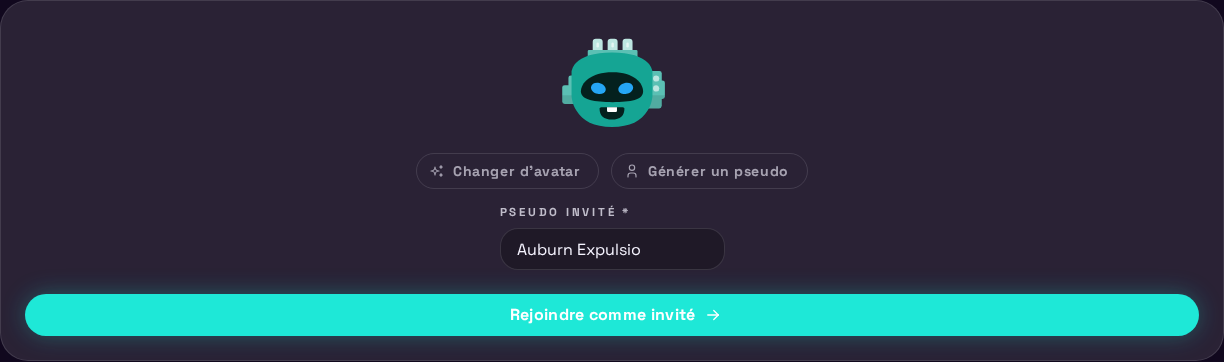 Changer d'avatar
Générer un pseudo
PSEUDO INVITÉ *
Auburn Expulsio
Rejoindre comme invité →